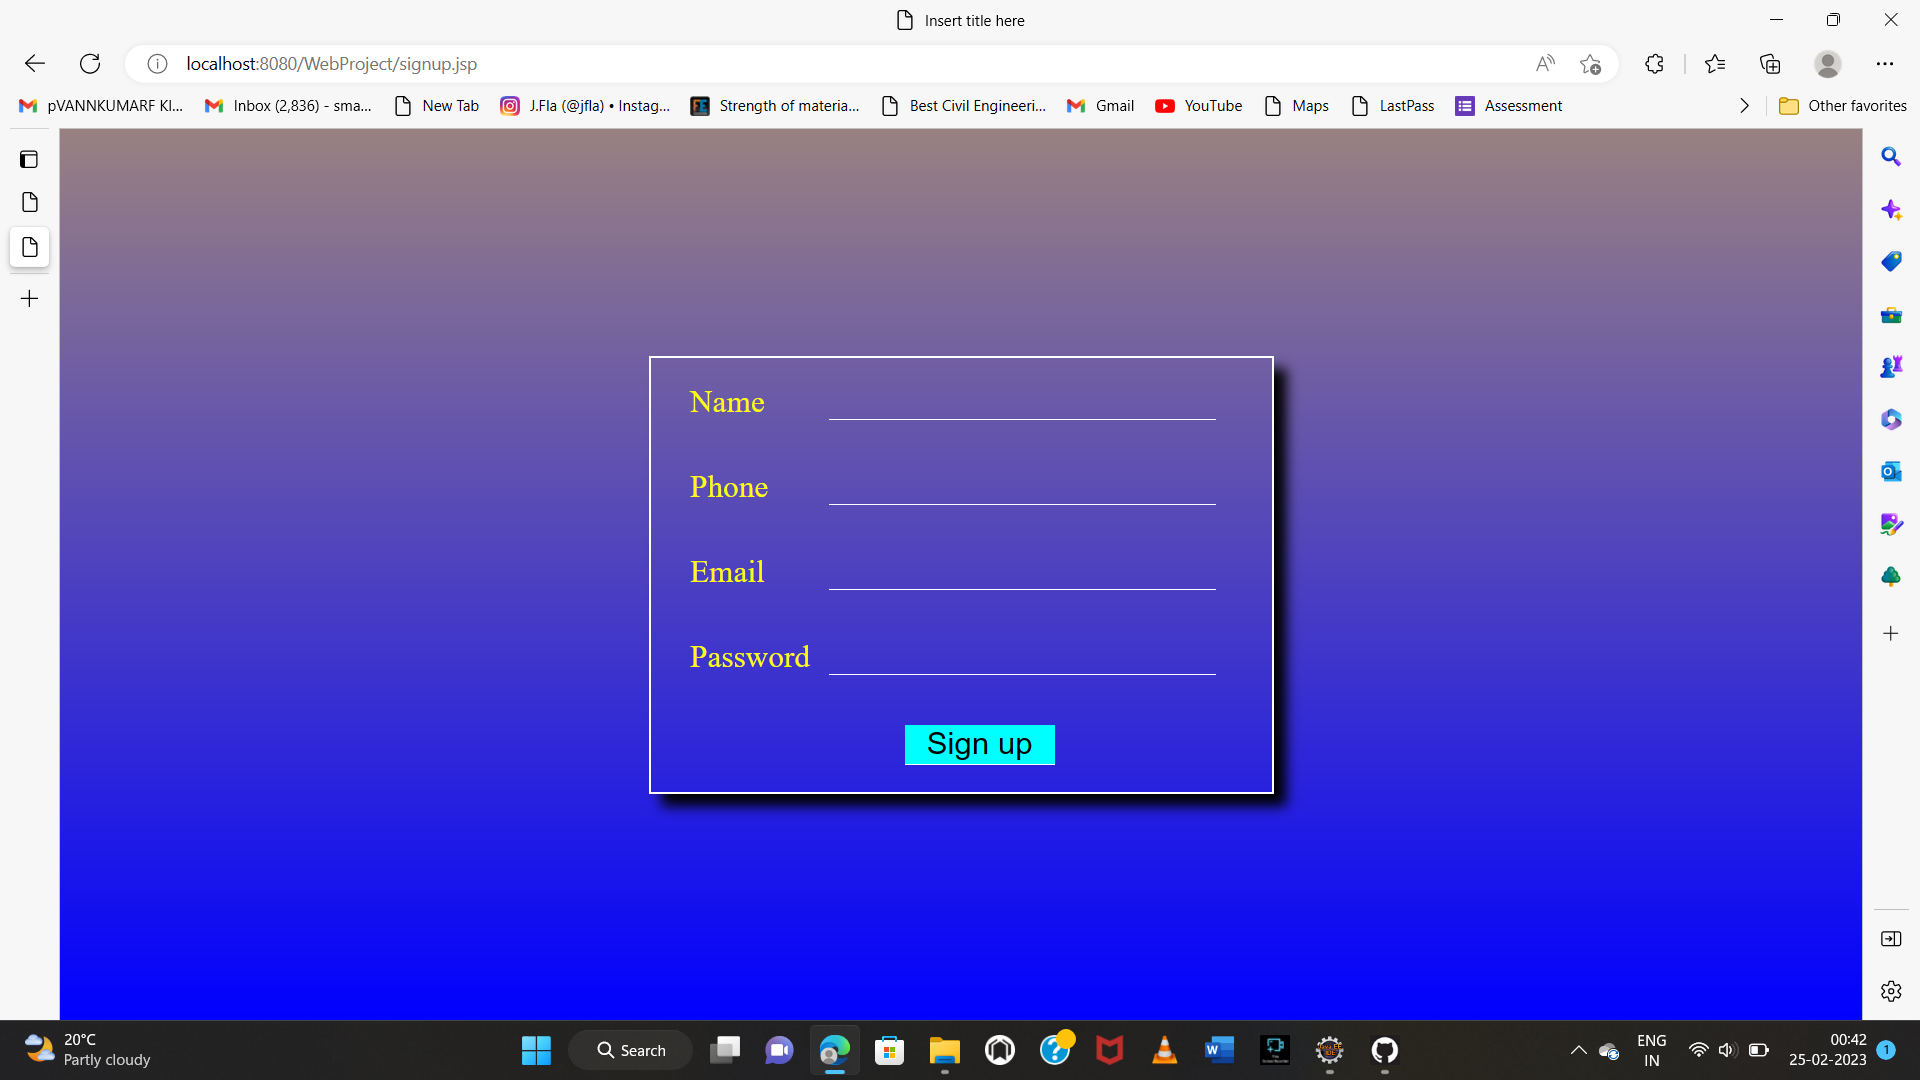 Insert title here
localhost:8080/WebProject/signup.jsp
pVANNKUMARF KI... Inbox (2,836) - sma... New Tab J.Fla (@jfla) • Instag... Strength of materia... Best Civil Engineeri... Gmail YouTube Maps LastPass Assessment Other favorites
Name
Phone
Email
Password
Sign up
20°C
Partly cloudy
Search
ENG
IN
00:42
25-02-2023
1